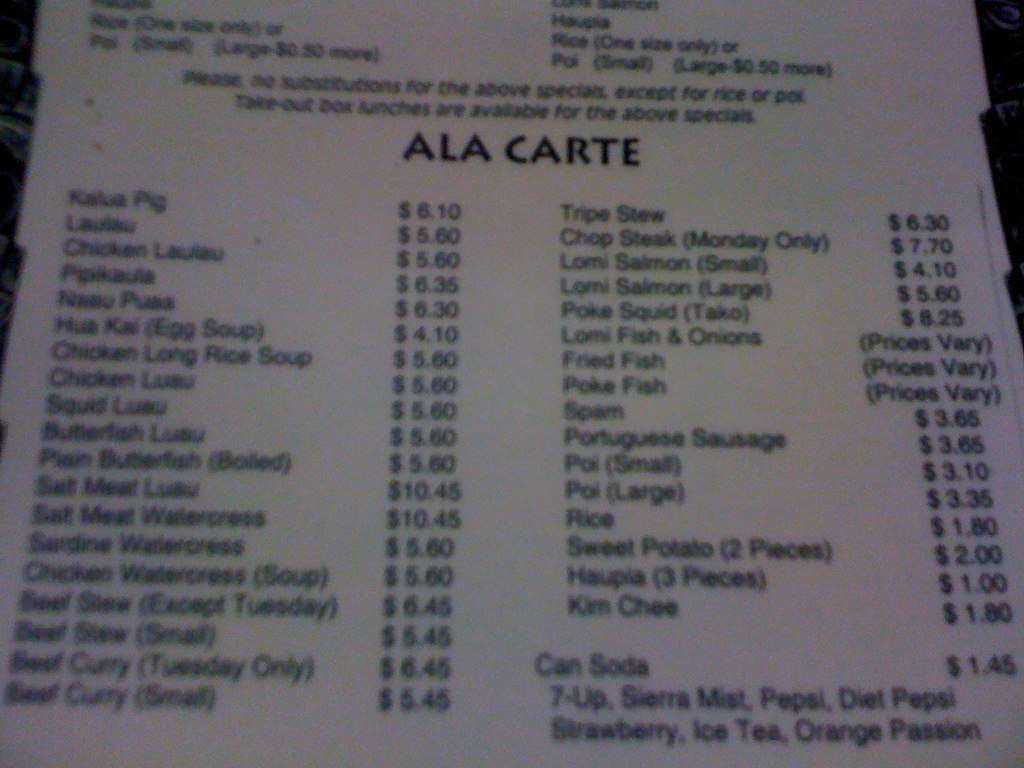 Haupia
Rice (One size only) or
Poi (Small) (Large-$0.50 more)
Lomi Salmon
Haupia
Rice (One size only) or
Poi (Small) (Large-$0.50 more)
Please, no substitutions for the above specials, except for rice or poi.
Take-out box lunches are available for the above specials.
ALA CARTE
Kalua Pig $ 6.10
Laulau $ 5.60
Chicken Laulau $ 5.60
Pipikaula $ 6.35
Naau Puaa $ 6.30
Hua Kai (Egg Soup) $ 4.10
Chicken Long Rice Soup $ 5.60
Chicken Luau $ 5.60
Squid Luau $ 5.60
Butterfish Luau $ 5.60
Plain Butterfish (Boiled) $ 5.60
Salt Meat Luau $10.45
Salt Meat Watercress $10.45
Sardine Watercress $ 5.60
Chicken Watercress (Soup) $ 5.60
Beef Stew (Except Tuesday) $ 6.45
Beef Stew (Small) $ 5.45
Beef Curry (Tuesday Only) $ 6.45
Beef Curry (Small) $ 5.45
Tripe Stew $ 6.30
Chop Steak (Monday Only) $ 7.70
Lomi Salmon (Small) $ 4.10
Lomi Salmon (Large) $ 5.60
Poke Squid (Tako) $ 8.25
Lomi Fish & Onions (Prices Vary)
Fried Fish (Prices Vary)
Poke Fish (Prices Vary)
Spam $ 3.65
Portuguese Sausage $ 3.65
Poi (Small) $ 3.10
Poi (Large) $ 3.35
Rice $ 1.80
Sweet Potato (2 Pieces) $ 2.00
Haupia (3 Pieces) $ 1.00
Kim Chee $ 1.80
Can Soda $ 1.45
7-Up, Sierra Mist, Pepsi, Diet Pepsi
Strawberry, Ice Tea, Orange Passion